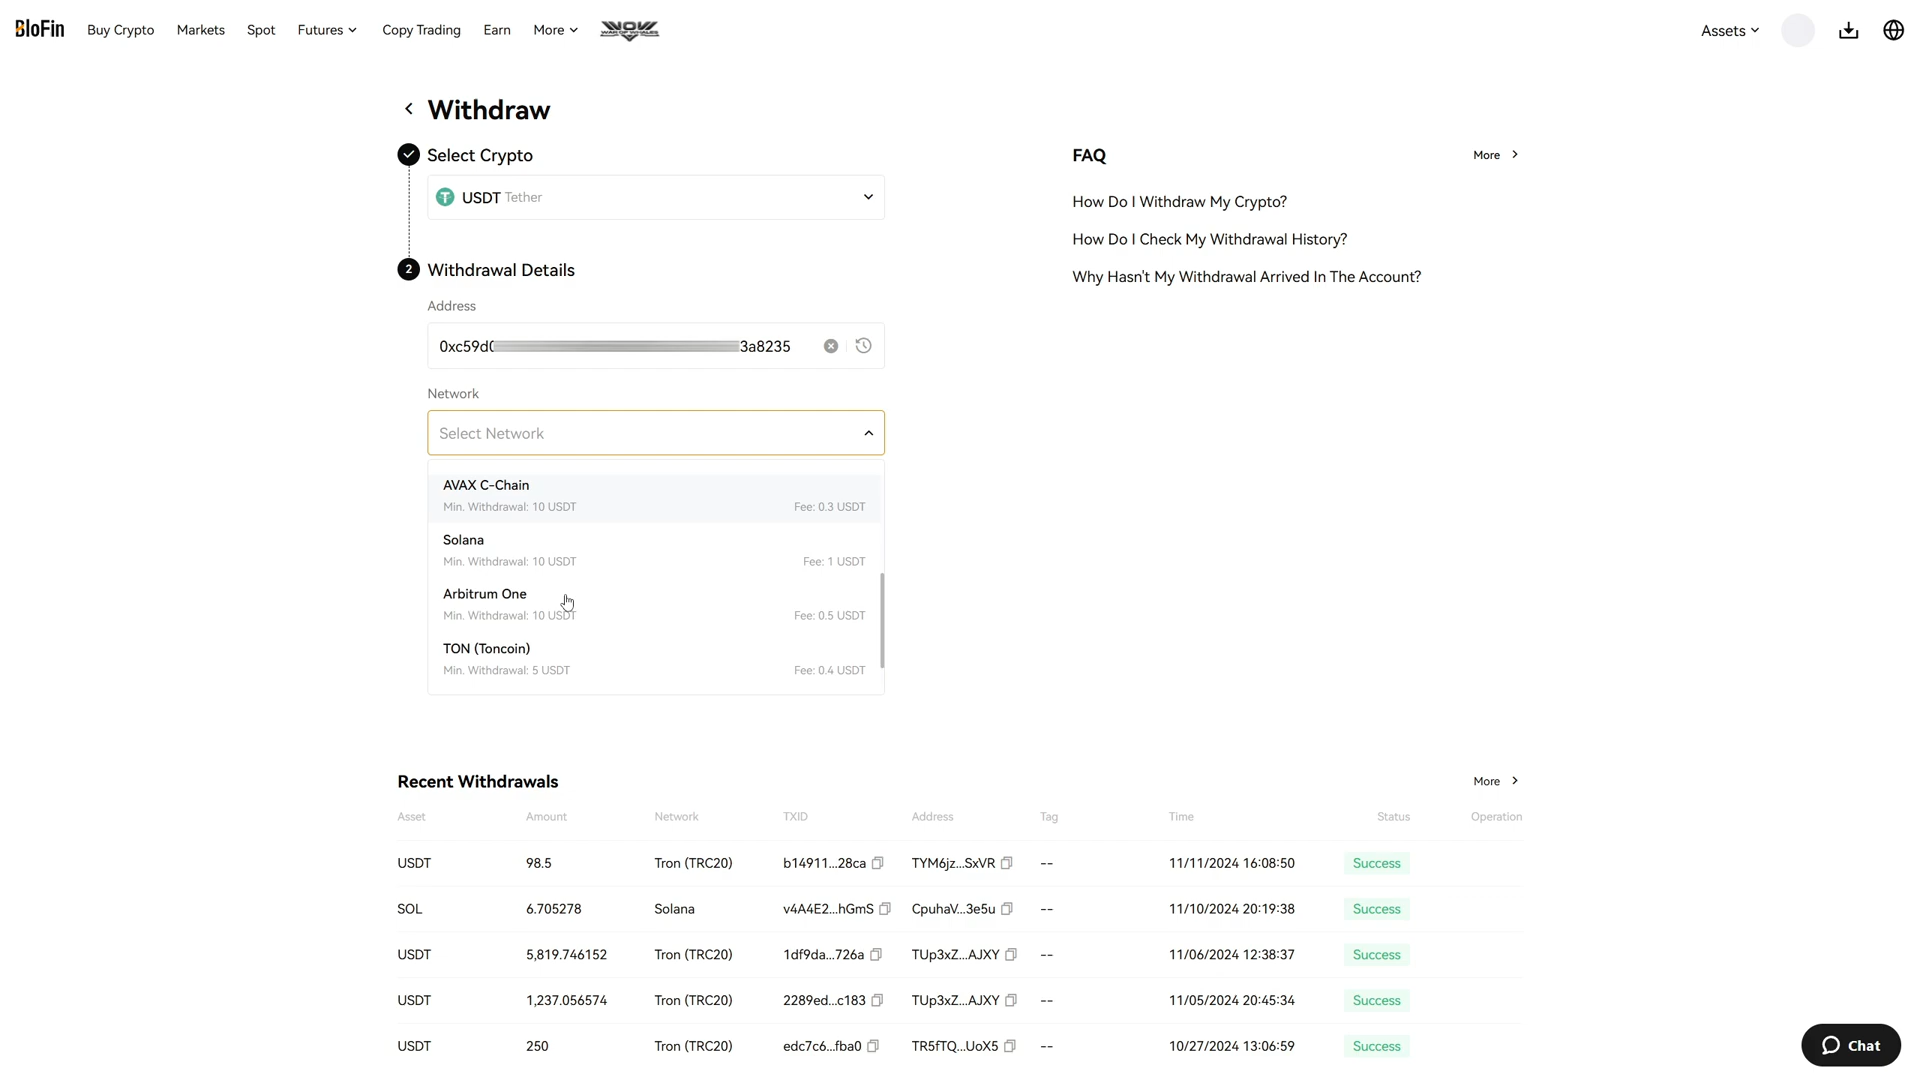 BloFin
Buy Crypto
Markets
Spot
Futures
Copy Trading
Earn
More
WOW
WAR OF WHALES
Assets
Withdraw
Select Crypto
USDT Tether
2
Withdrawal Details
Address
0xc59d0 3a8235
Network
Select Network
AVAX C-Chain
Min. Withdrawal: 10 USDT
Fee: 0.3 USDT
Solana
Min. Withdrawal: 10 USDT
Fee: 1 USDT
Arbitrum One
Min. Withdrawal: 10 USDT
Fee: 0.5 USDT
TON (Toncoin)
Min. Withdrawal: 5 USDT
Fee: 0.4 USDT
FAQ
More
How Do I Withdraw My Crypto?
How Do I Check My Withdrawal History?
Why Hasn't My Withdrawal Arrived In The Account?
Recent Withdrawals
More
Asset Amount Network TXID Address Tag Time Status Operation
USDT 98.5 Tron (TRC20) b14911...28ca TYM6jz...SxVR -- 11/11/2024 16:08:50 Success
SOL 6.705278 Solana v4A4E2...hGmS CpuhaV...3e5u -- 11/10/2024 20:19:38 Success
USDT 5,819.746152 Tron (TRC20) 1df9da...726a TUp3xZ...AJXY -- 11/06/2024 12:38:37 Success
USDT 1,237.056574 Tron (TRC20) 2289ed...c183 TUp3xZ...AJXY -- 11/05/2024 20:45:34 Success
USDT 250 Tron (TRC20) edc7c6...fba0 TR5fTQ...UoX5 -- 10/27/2024 13:06:59 Success
Chat